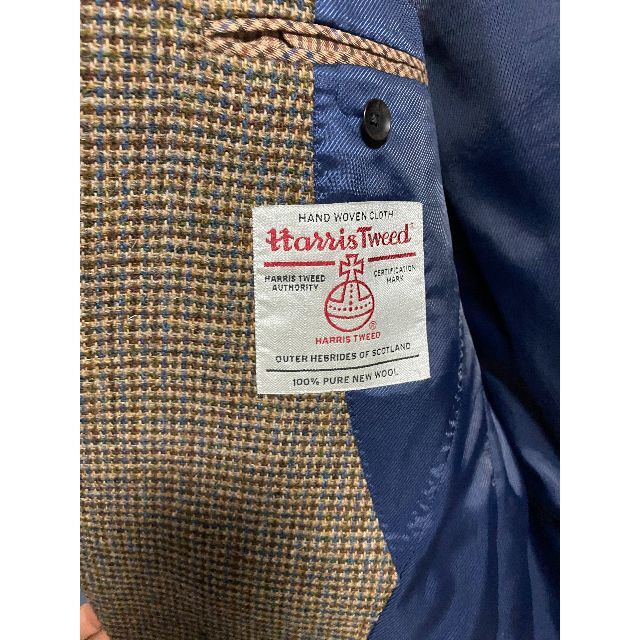 HAND WOVEN CLOTH
Harris Tweed
HARRIS TWEED AUTHORITY
CERTIFICATION MARK
HARRIS TWEED ®
OUTER HEBRIDES OF SCOTLAND
100% PURE NEW WOOL